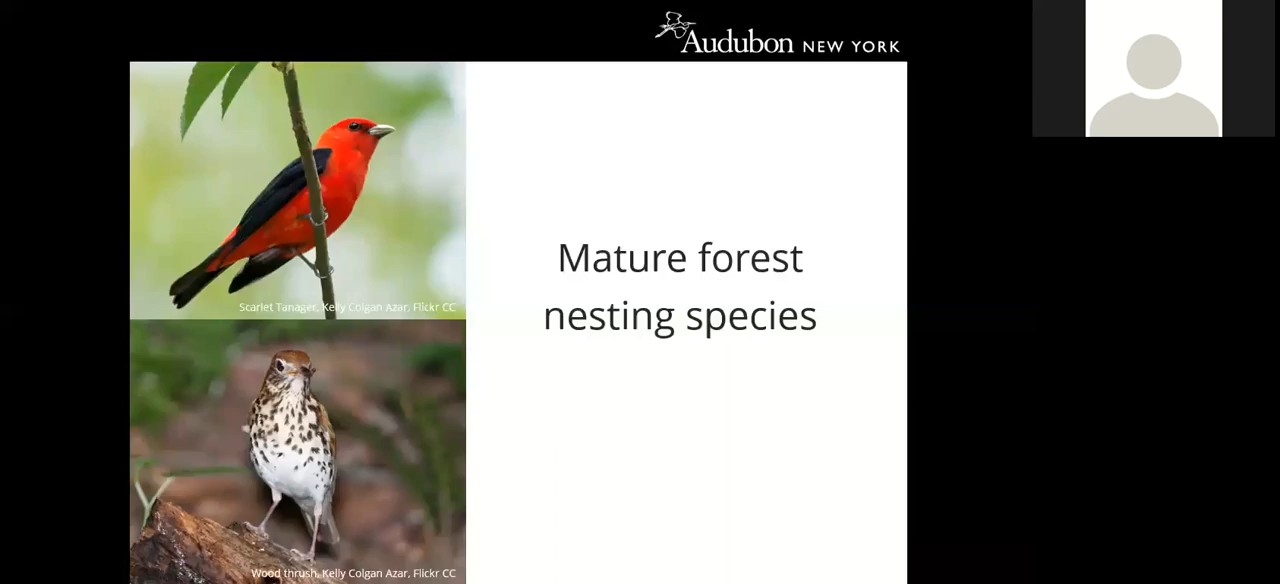 Audubon NEW YORK
Scarlet Tanager, Kelly Colgan Azar, Flickr CC
Mature forest
nesting species
Wood thrush, Kelly Colgan Azar, Flickr CC